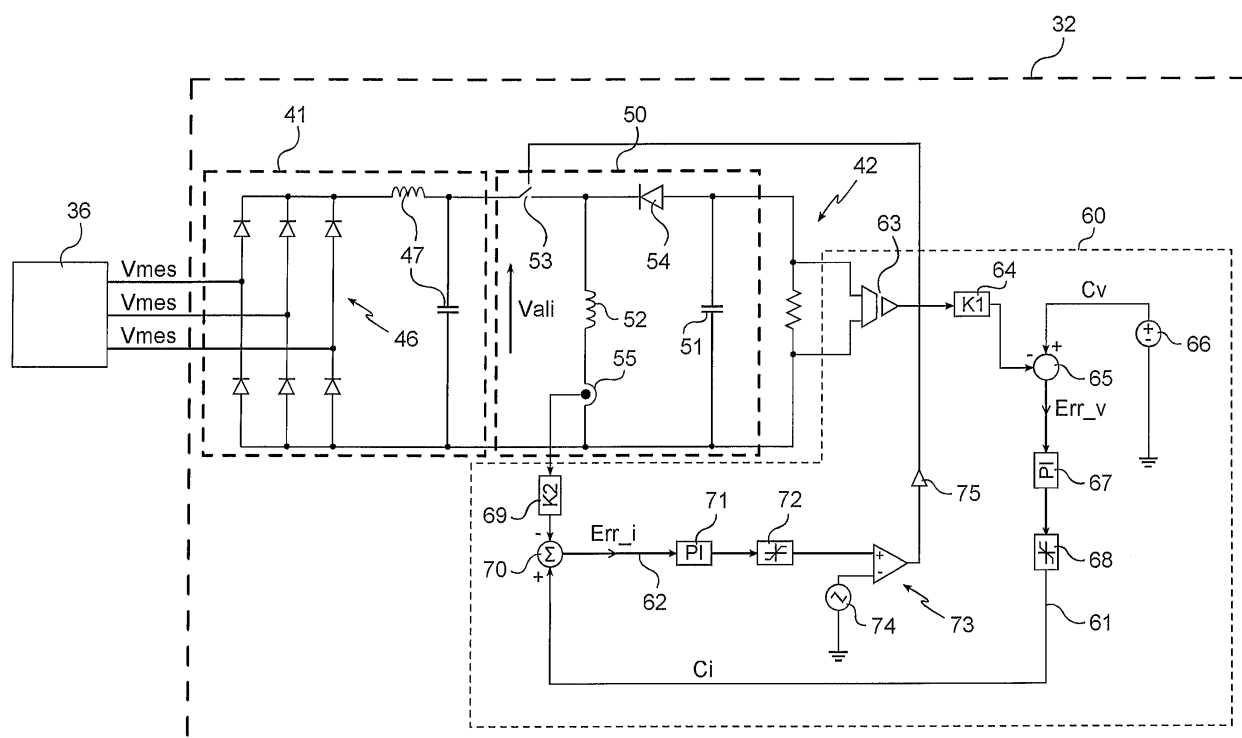 32
41
50
42
36
47
53
54
63
60
64
Vmes
Vmes
Vmes
K1
Cv
46
Vali
52
51
+
-
66
-
+
65
55
Err_v
PI
67
75
K2
69
-
71
72
Err_i
PI
70
Σ
+
62
+
-
68
74
73
61
Ci